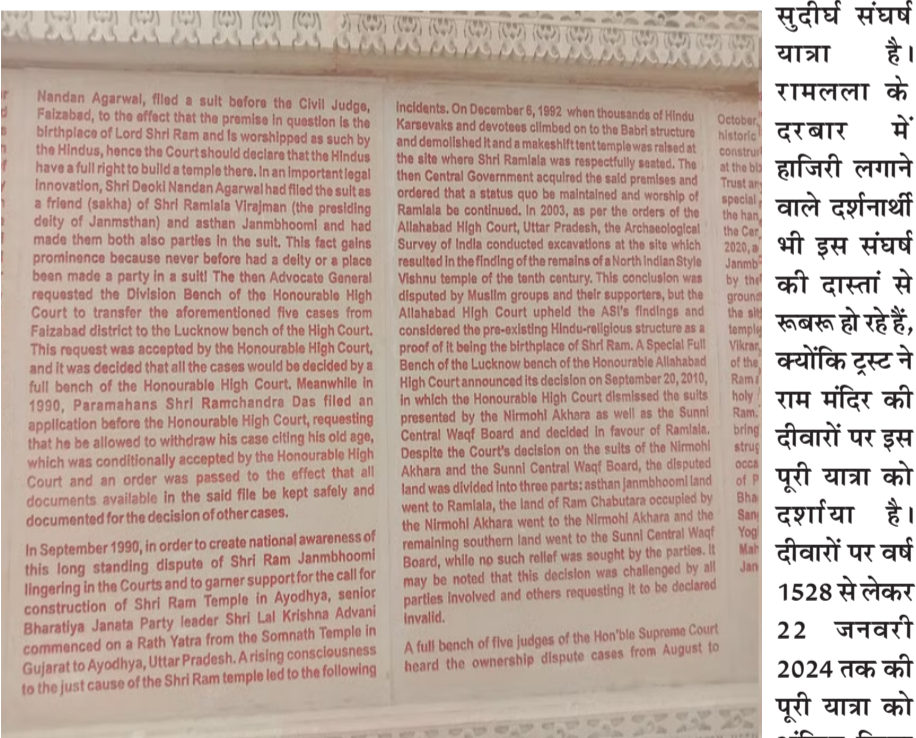 Nandan Agarwal, filed a suit before the Civil Judge,
Faizabad, to the effect that the premise in question is the
birthplace of Lord Shri Ram and is worshipped as such by
the Hindus, hence the Court should declare that the Hindus
have a full right to build a temple there. In an important legal
innovation, Shri Deoki Nandan Agarwal had filed the suit as
a friend (sakha) of Shri Ramlala Virajman (the presiding
deity of Janmsthan) and asthan Janmbhoomi and had
made them both also parties in the suit. This fact gains
prominence because never before had a deity or a place
been made a party in a suit! The then Advocate General
requested the Division Bench of the Honourable High
Court to transfer the aforementioned five cases from
Faizabad district to the Lucknow bench of the High Court.
This request was accepted by the Honourable High Court,
and it was decided that all the cases would be decided by a
full bench of the Honourable High Court. Meanwhile in
1990, Paramahans Shri Ramchandra Das filed an
application before the Honourable High Court, requesting
that he be allowed to withdraw his case citing his old age,
which was conditionally accepted by the Honourable High
Court and an order was passed to the effect that all
documents available in the said file be kept safely and
documented for the decision of other cases.
In September 1990, in order to create national awareness of
this long standing dispute of Shri Ram Janmbhoomi
lingering in the Courts and to garner support for the call for
construction of Shri Ram Temple in Ayodhya, senior
Bharatiya Janata Party leader Shri Lal Krishna Advani
commenced on a Rath Yatra from the Somnath Temple in
Gujarat to Ayodhya, Uttar Pradesh. A rising consciousness
to the just cause of the Shri Ram temple led to the following
incidents. On December 6, 1992 when thousands of Hindu
Karsevaks and devotees climbed on to the Babri structure
and demolished it and a makeshift tent temple was raised at
the site where Shri Ramlala was respectfully seated. The
then Central Government acquired the said premises and
ordered that a status quo be maintained and worship of
Ramlala be continued. In 2003, as per the orders of the
Allahabad High Court, Uttar Pradesh, the Archaeological
Survey of India conducted excavations at the site which
resulted in the finding of the remains of a North Indian Style
Vishnu temple of the tenth century. This conclusion was
disputed by Muslim groups and their supporters, but the
Allahabad High Court upheld the ASI's findings and
considered the pre-existing Hindu-religious structure as a
proof of it being the birthplace of Shri Ram. A Special Full
Bench of the Lucknow bench of the Honourable Allahabad
High Court announced its decision on September 20, 2010,
in which the Honourable High Court dismissed the suits
presented by the Nirmohi Akhara as well as the Sunni
Central Waqf Board and decided in favour of Ramlala.
Despite the Court's decision on the suits of the Nirmohi
Akhara and the Sunni Central Waqf Board, the disputed
land was divided into three parts: asthan janmbhoomi land
went to Ramlala, the land of Ram Chabutara occupied by
the Nirmohi Akhara went to the Nirmohi Akhara and the
remaining southern land went to the Sunni Central Waqf
Board, while no such relief was sought by the parties. It
may be noted that this decision was challenged by all
parties involved and others requesting it to be declared
invalid.
A full bench of five judges of the Hon'ble Supreme Court
heard the ownership dispute cases from August to
October,
historic
at the
Trust
special
the
the
2020, a
by the
the
of the
Ram
holy
Ram.
bring
of P
सुदीर्घ संघर्ष
यात्रा है।
रामलला के
दरबार में
हाजिरी लगाने
वाले दर्शनार्थी
भी इस संघर्ष
की दास्तां से
रूबरू हो रहे हैं,
क्योंकि ट्रस्ट ने
राम मंदिर की
दीवारों पर इस
पूरी यात्रा को
दर्शाया है।
दीवारों पर वर्ष
1528 से लेकर
22 जनवरी
2024 तक की
पूरी यात्रा को